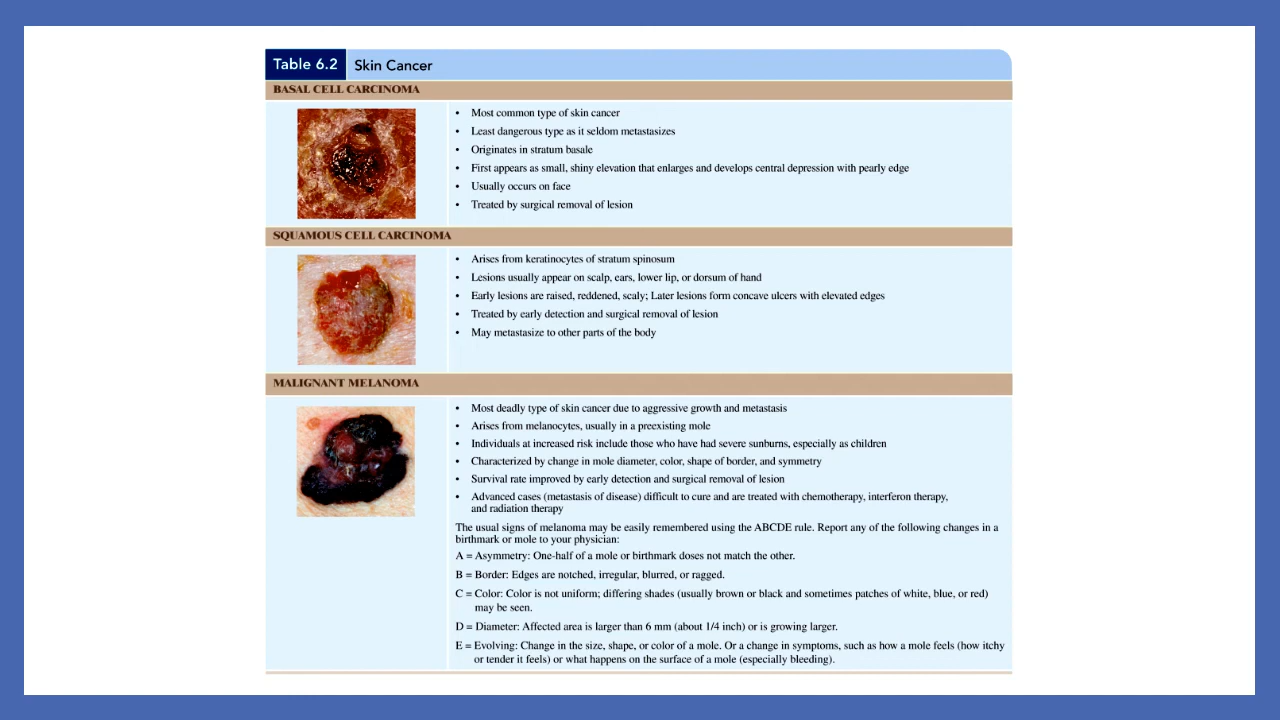 Table 6.2 Skin Cancer
BASAL CELL CARCINOMA
• Most common type of skin cancer
• Least dangerous type as it seldom metastasizes
• Originates in stratum basale
• First appears as small, shiny elevation that enlarges and develops central depression with pearly edge
• Usually occurs on face
• Treated by surgical removal of lesion
SQUAMOUS CELL CARCINOMA
• Arises from keratinocytes of stratum spinosum
• Lesions usually appear on scalp, ears, lower lip, or dorsum of hand
• Early lesions are raised, reddened, scaly; Later lesions form concave ulcers with elevated edges
• Treated by early detection and surgical removal of lesion
• May metastasize to other parts of the body
MALIGNANT MELANOMA
• Most deadly type of skin cancer due to aggressive growth and metastasis
• Arises from melanocytes, usually in a preexisting mole
• Individuals at increased risk include those who have had severe sunburns, especially as children
• Characterized by change in mole diameter, color, shape of border, and symmetry
• Survival rate improved by early detection and surgical removal of lesion
• Advanced cases (metastasis of disease) difficult to cure and are treated with chemotherapy, interferon therapy,
and radiation therapy
The usual signs of melanoma may be easily remembered using the ABCDE rule. Report any of the following changes in a
birthmark or mole to your physician:
A = Asymmetry: One-half of a mole or birthmark doses not match the other.
B = Border: Edges are notched, irregular, blurred, or ragged.
C = Color: Color is not uniform; differing shades (usually brown or black and sometimes patches of white, blue, or red)
may be seen.
D = Diameter: Affected area is larger than 6 mm (about 1/4 inch) or is growing larger.
E = Evolving: Change in the size, shape, or color of a mole. Or a change in symptoms, such as how a mole feels (how itchy
or tender it feels) or what happens on the surface of a mole (especially bleeding).